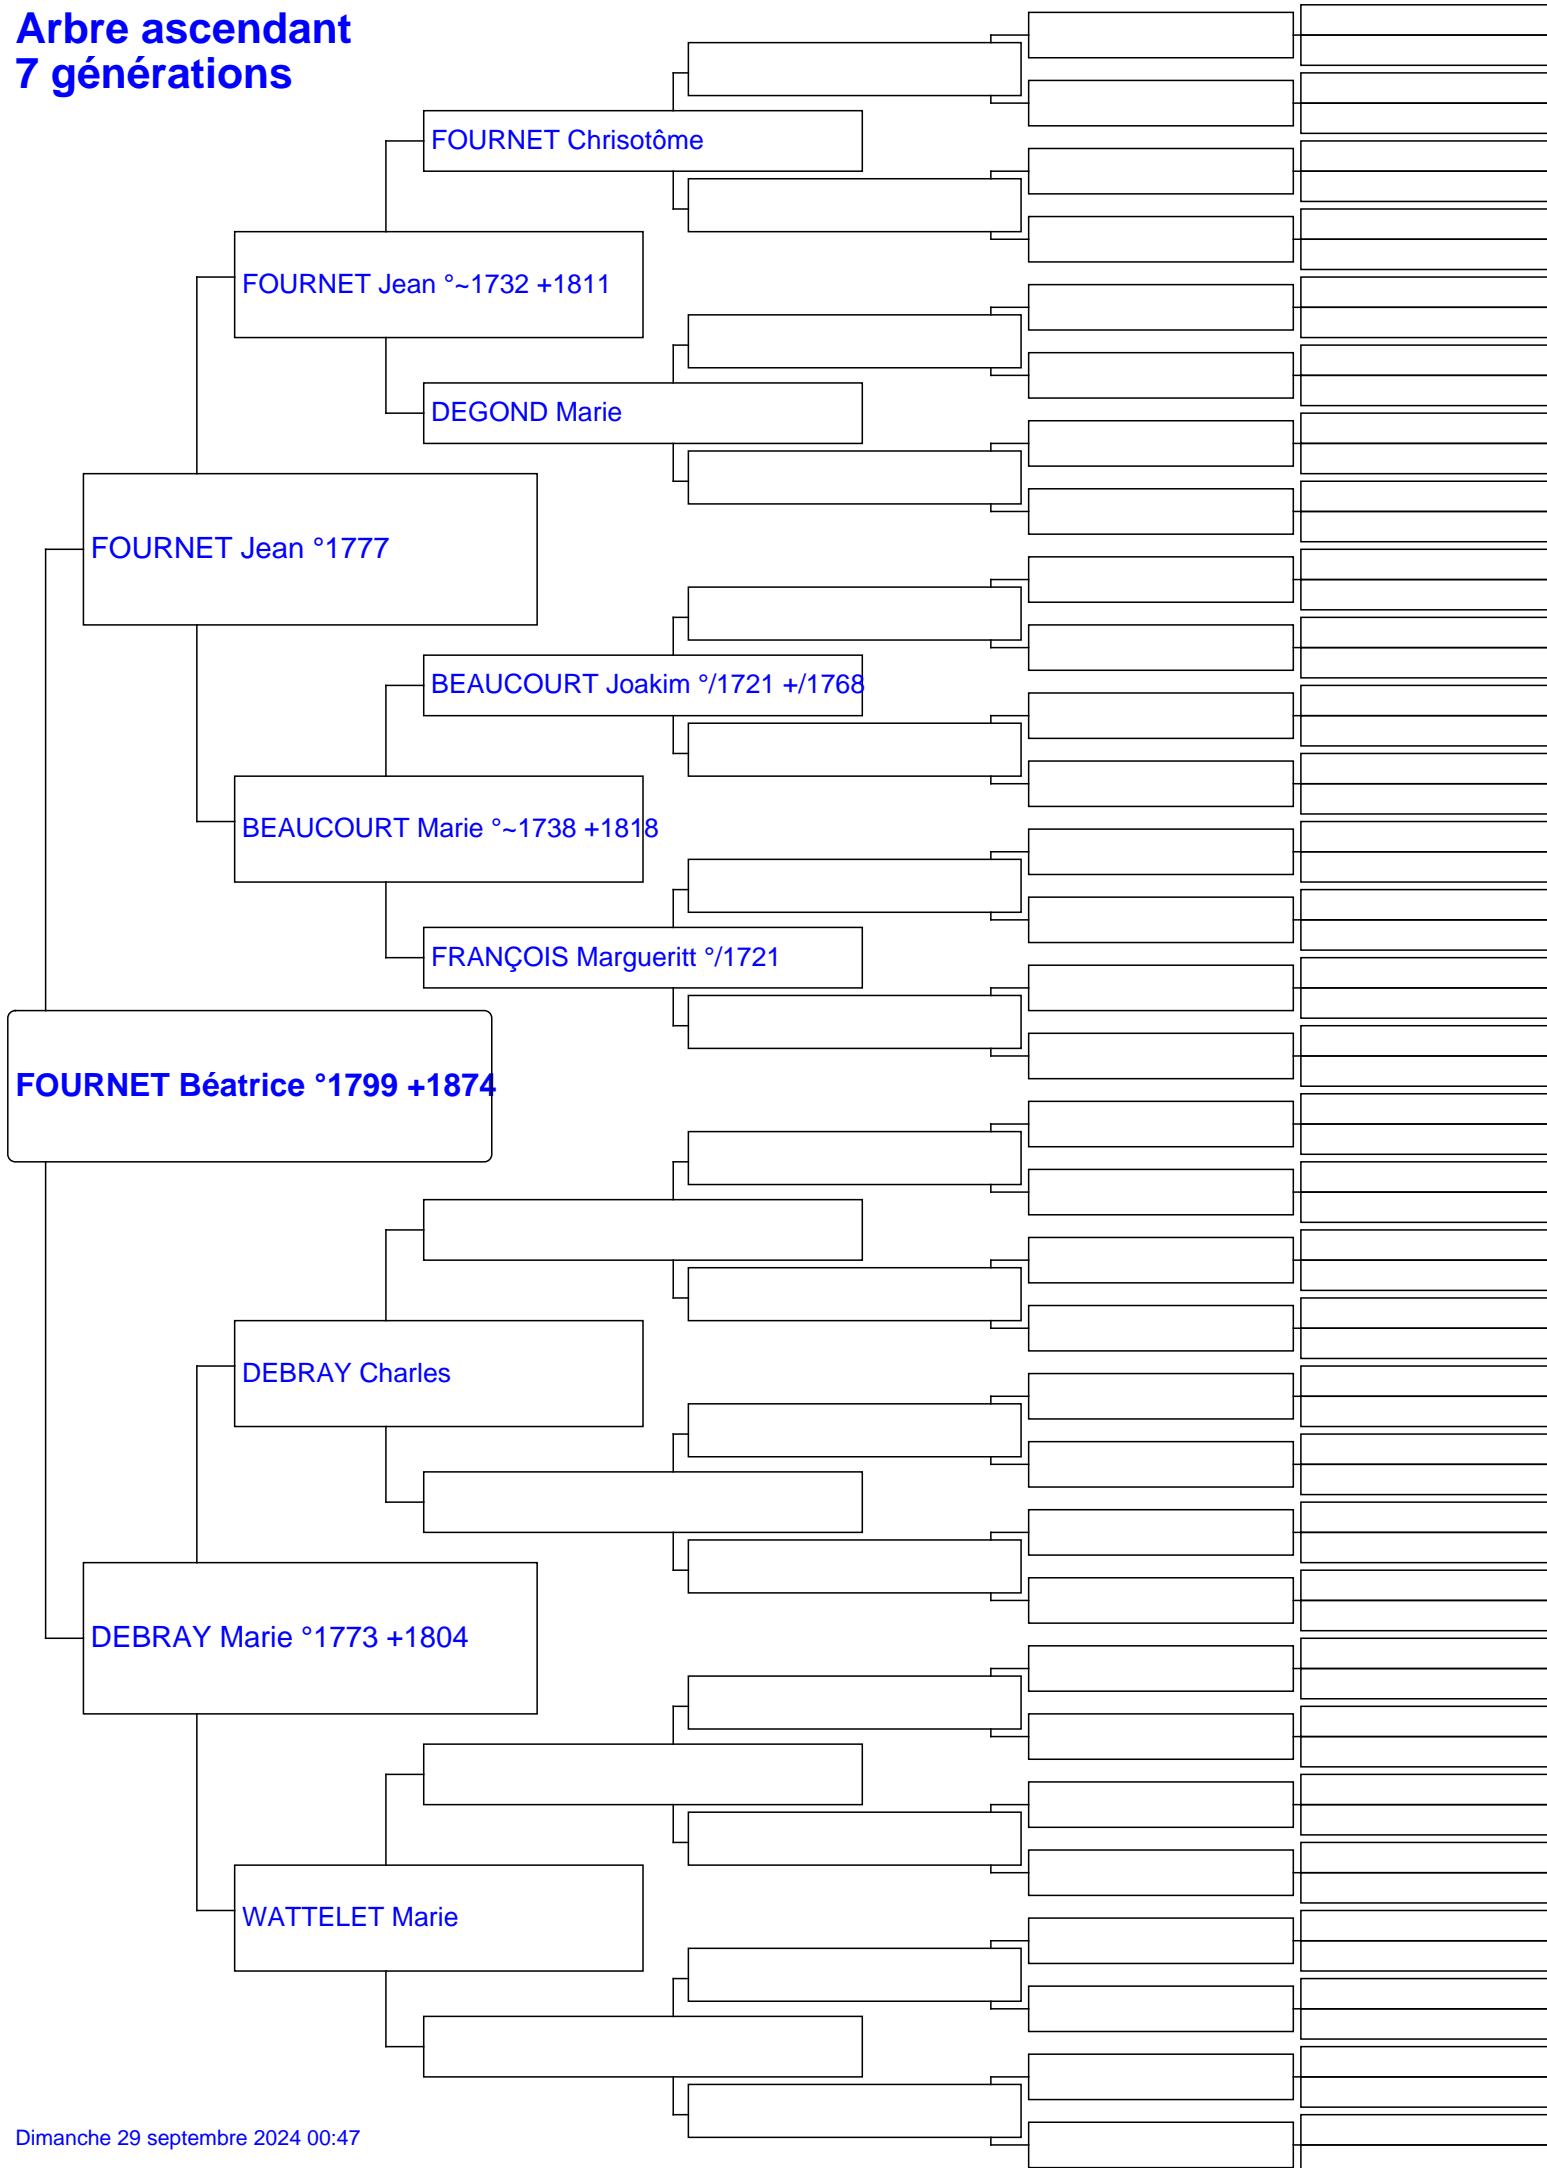 Arbre ascendant
7 générations
FOURNET Chrisotôme
FOURNET Jean °~1732 +1811
DEGOND Marie
FOURNET Jean °1777
BEAUCOURT Joakim °/1721 +/1768
BEAUCOURT Marie °~1738 +1818
FRANÇOIS Margueritt °/1721
FOURNET Béatrice °1799 +1874
DEBRAY Charles
DEBRAY Marie °1773 +1804
WATTELET Marie
Dimanche 29 septembre 2024 00:47